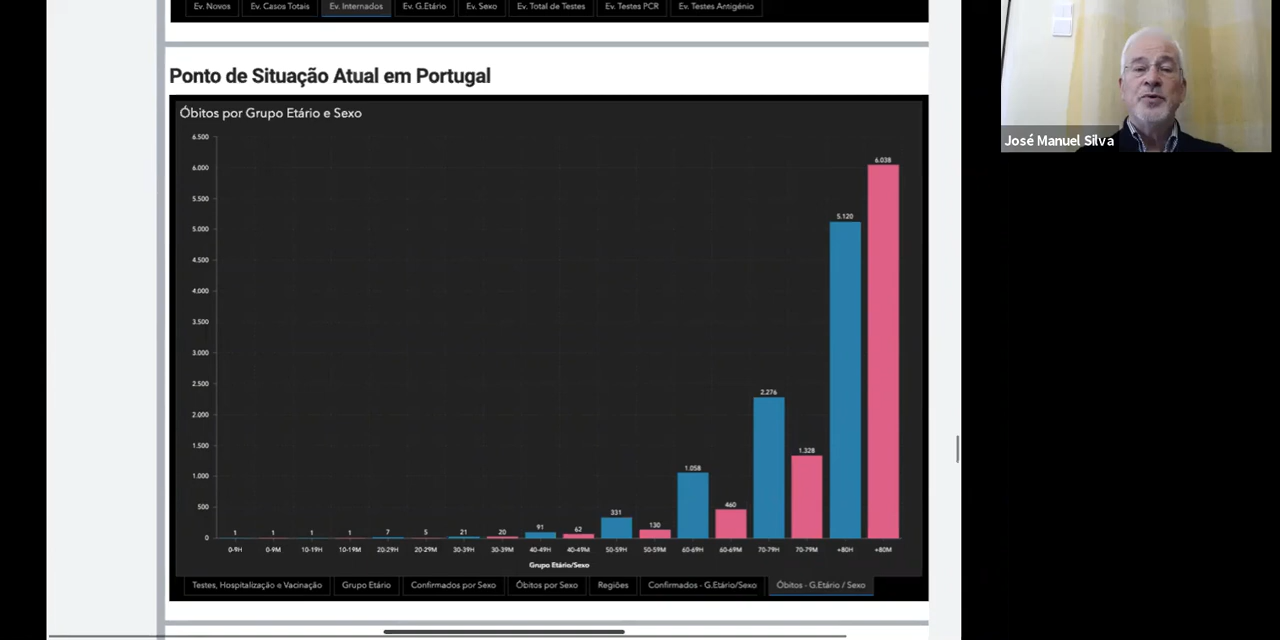 Ev. Novos Ev. Casos Totais Ev. Internados Ev. G.Etário Ev. Sexo Ev. Total de Testes Ev. Testes PCR Ev. Testes Antigénio
Ponto de Situação Atual em Portugal
Óbitos por Grupo Etário e Sexo
6.500
6.000
5.500
5.000
4.500
4.000
3.500
3.000
2.500
2.000
1.500
1.000
500
0
1 1 1 1 7 5 21 20 91 62 331 130 1.058 460 2.276 1.328 5.120 6.038
0-9H 0-9M 10-19H 10-19M 20-29H 20-29M 30-39H 30-39M 40-49H 40-49M 50-59H 50-59M 60-69H 60-69M 70-79H 70-79M +80H +80M
Grupo Etário/Sexo
Testes, Hospitalização e Vacinação Grupo Etário Confirmados por Sexo Óbitos por Sexo Regiões Confirmados - G.Etário/Sexo Óbitos - G.Etário / Sexo
José Manuel Silva